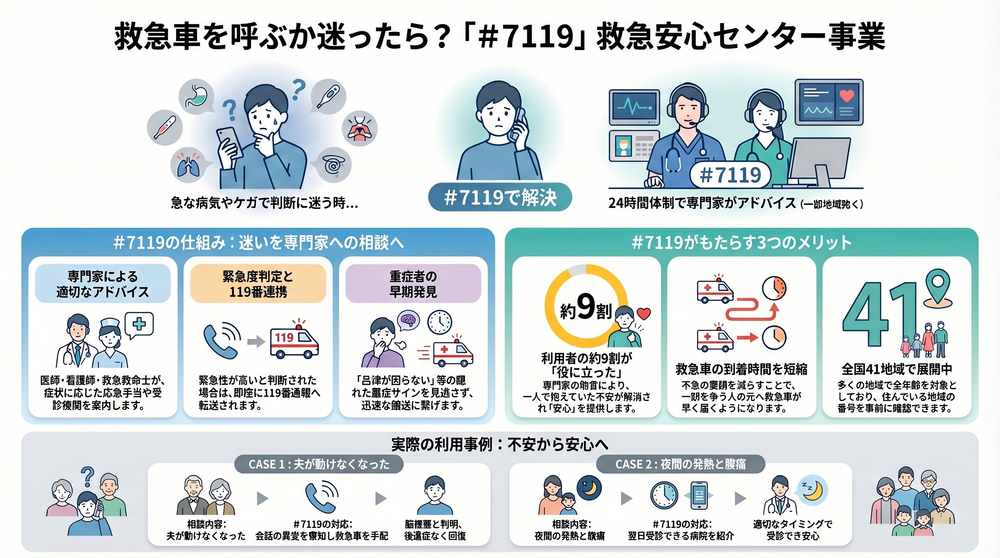 救急車を呼ぶか迷ったら？「＃7119」救急安心センター事業
急な病気やケガで判断に迷う時…
＃7119で解決
＃7119
24時間体制で専門家がアドバイス（一 地域 く）
＃7119の仕組み：迷いを専門家への相談へ
専門家による
適切なアドバイス
医師・看護師・救急救命士が、
症状に応じた応急手当や受
診 関を案内します。
緊急度判定と
119番連携
119
緊急性が高いと判断された
場合は、即 に119番通報へ
転送されます。
重症者の
早期発見
「 が らない」等の
れた 症サインを見逃さず、
迅速な 送に繋げます。
＃7119がもたらす3つのメリット
約9割
利用者の約9割が
「役に立った」
専門家の により、
一人で えていた不安が解消さ
れ「安心」を提供します。
救急車の到着時間を短縮
不急の を減らすことで、
一 を争う人の元へ救急車が
早く届くようになります。
41
全国41地域で展開中
多くの地域で全年齢を対象と
しており、住んでいる地域の
番号を事前に できます。
実際の利用事例：不安から安心へ
CASE 1：夫が動けなくなった
相談内容：
夫が動けなくなった
＃7119の対応：
会話の異 を 知し救急車を手配
と判明、
後 症なく回復
CASE 2：夜間の発熱と 痛
相談内容：
夜間の発熱と
＃7119の対応：
翌日受診できる病院を紹介
zz
適切なタイミングで
受診でき安心